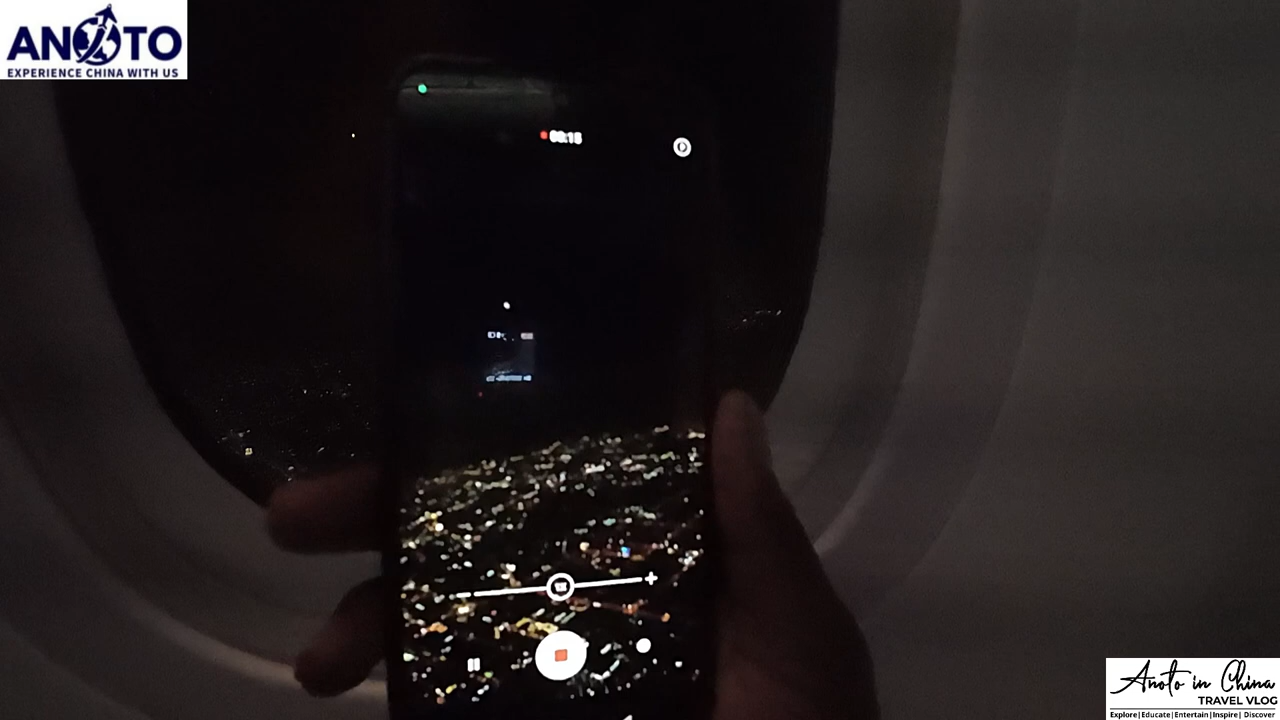 ANOTO
EXPERIENCE CHINA WITH US
00:15
Anoto in China
TRAVEL VLOG
Explore|Educate|Entertain|Inspire| Discover